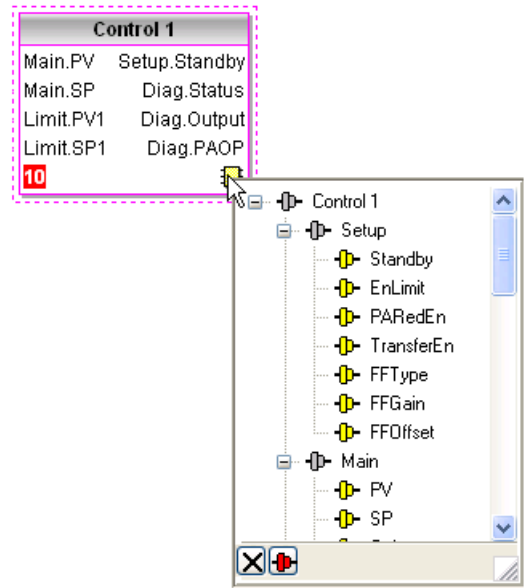 Control 1
Main.PV Setup.Standby
Main.SP Diag.Status
Limit.PV1 Diag.Output
Limit.SP1 Diag.PAOP
10
Control 1
Setup
Standby
EnLimit
PARedEn
TransferEn
FFType
FFGain
FFOffset
Main
PV
SP